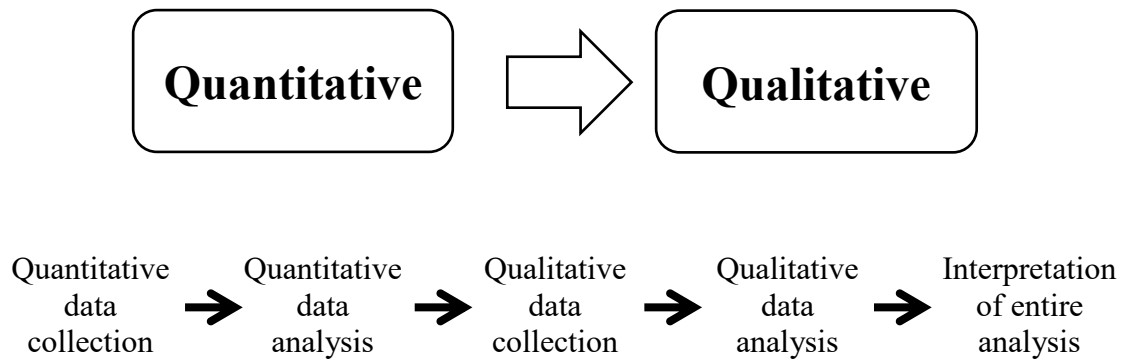 Quantitative
Qualitative
Quantitative
data
collection
Quantitative
data
analysis
Qualitative
data
collection
Qualitative
data
analysis
Interpretation
of entire
analysis